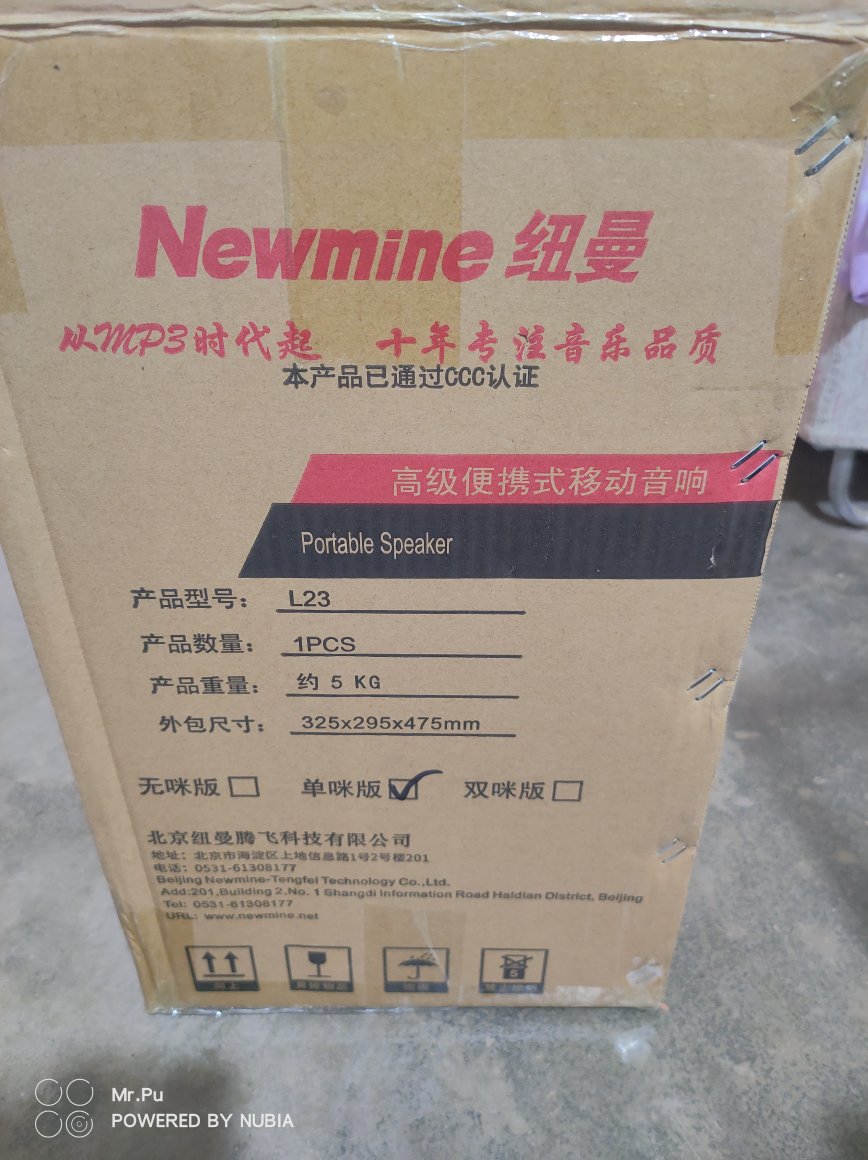 Newmine 纽曼
从MP3时代起 十年专注音乐品质
本产品已通过CCC认证
高级便携式移动音响
Portable Speaker
产品型号： L23
产品数量： 1PCS
产品重量： 约 5 KG
外包尺寸： 325x295x475mm
无咪版 单咪版 双咪版
北京纽曼腾飞科技有限公司
地址：北京市海淀区上地信息路1号2号楼201
电话：0531-61308177
Beijing Newmine-Tengfei Technology Co.,Ltd.
Add:201,Building 2,No. 1 Shangdi Information Road Haidian District, Beijing
Tel: 0531-61308177
URL: www.newmine.net
5
向上 易碎物品
Mr.Pu
POWERED BY NUBIA